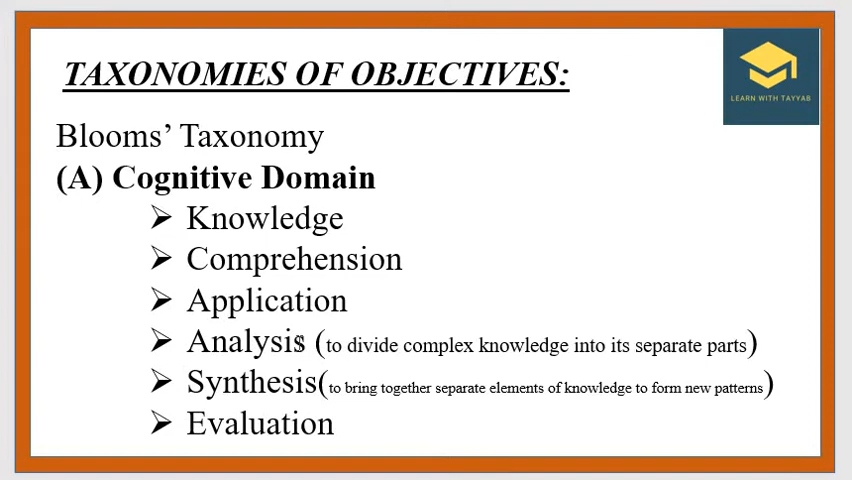 TAXONOMIES OF OBJECTIVES:
LEARN WITH TAYYAB
Blooms’ Taxonomy
(A) Cognitive Domain
➢ Knowledge
➢ Comprehension
➢ Application
➢ Analysis (to divide complex knowledge into its separate parts)
➢ Synthesis(to bring together separate elements of knowledge to form new patterns)
➢ Evaluation